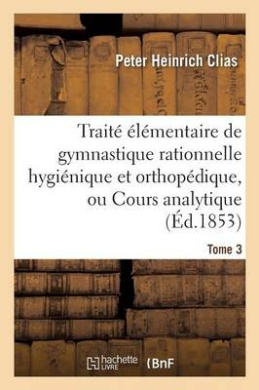 Peter Heinrich Clias
Traité élémentaire de gymnastique
rationnelle hygiénique et orthopédique,
ou Cours analytique
(Éd.1853)
Tome 3
hachette
LIVRE
{BnF